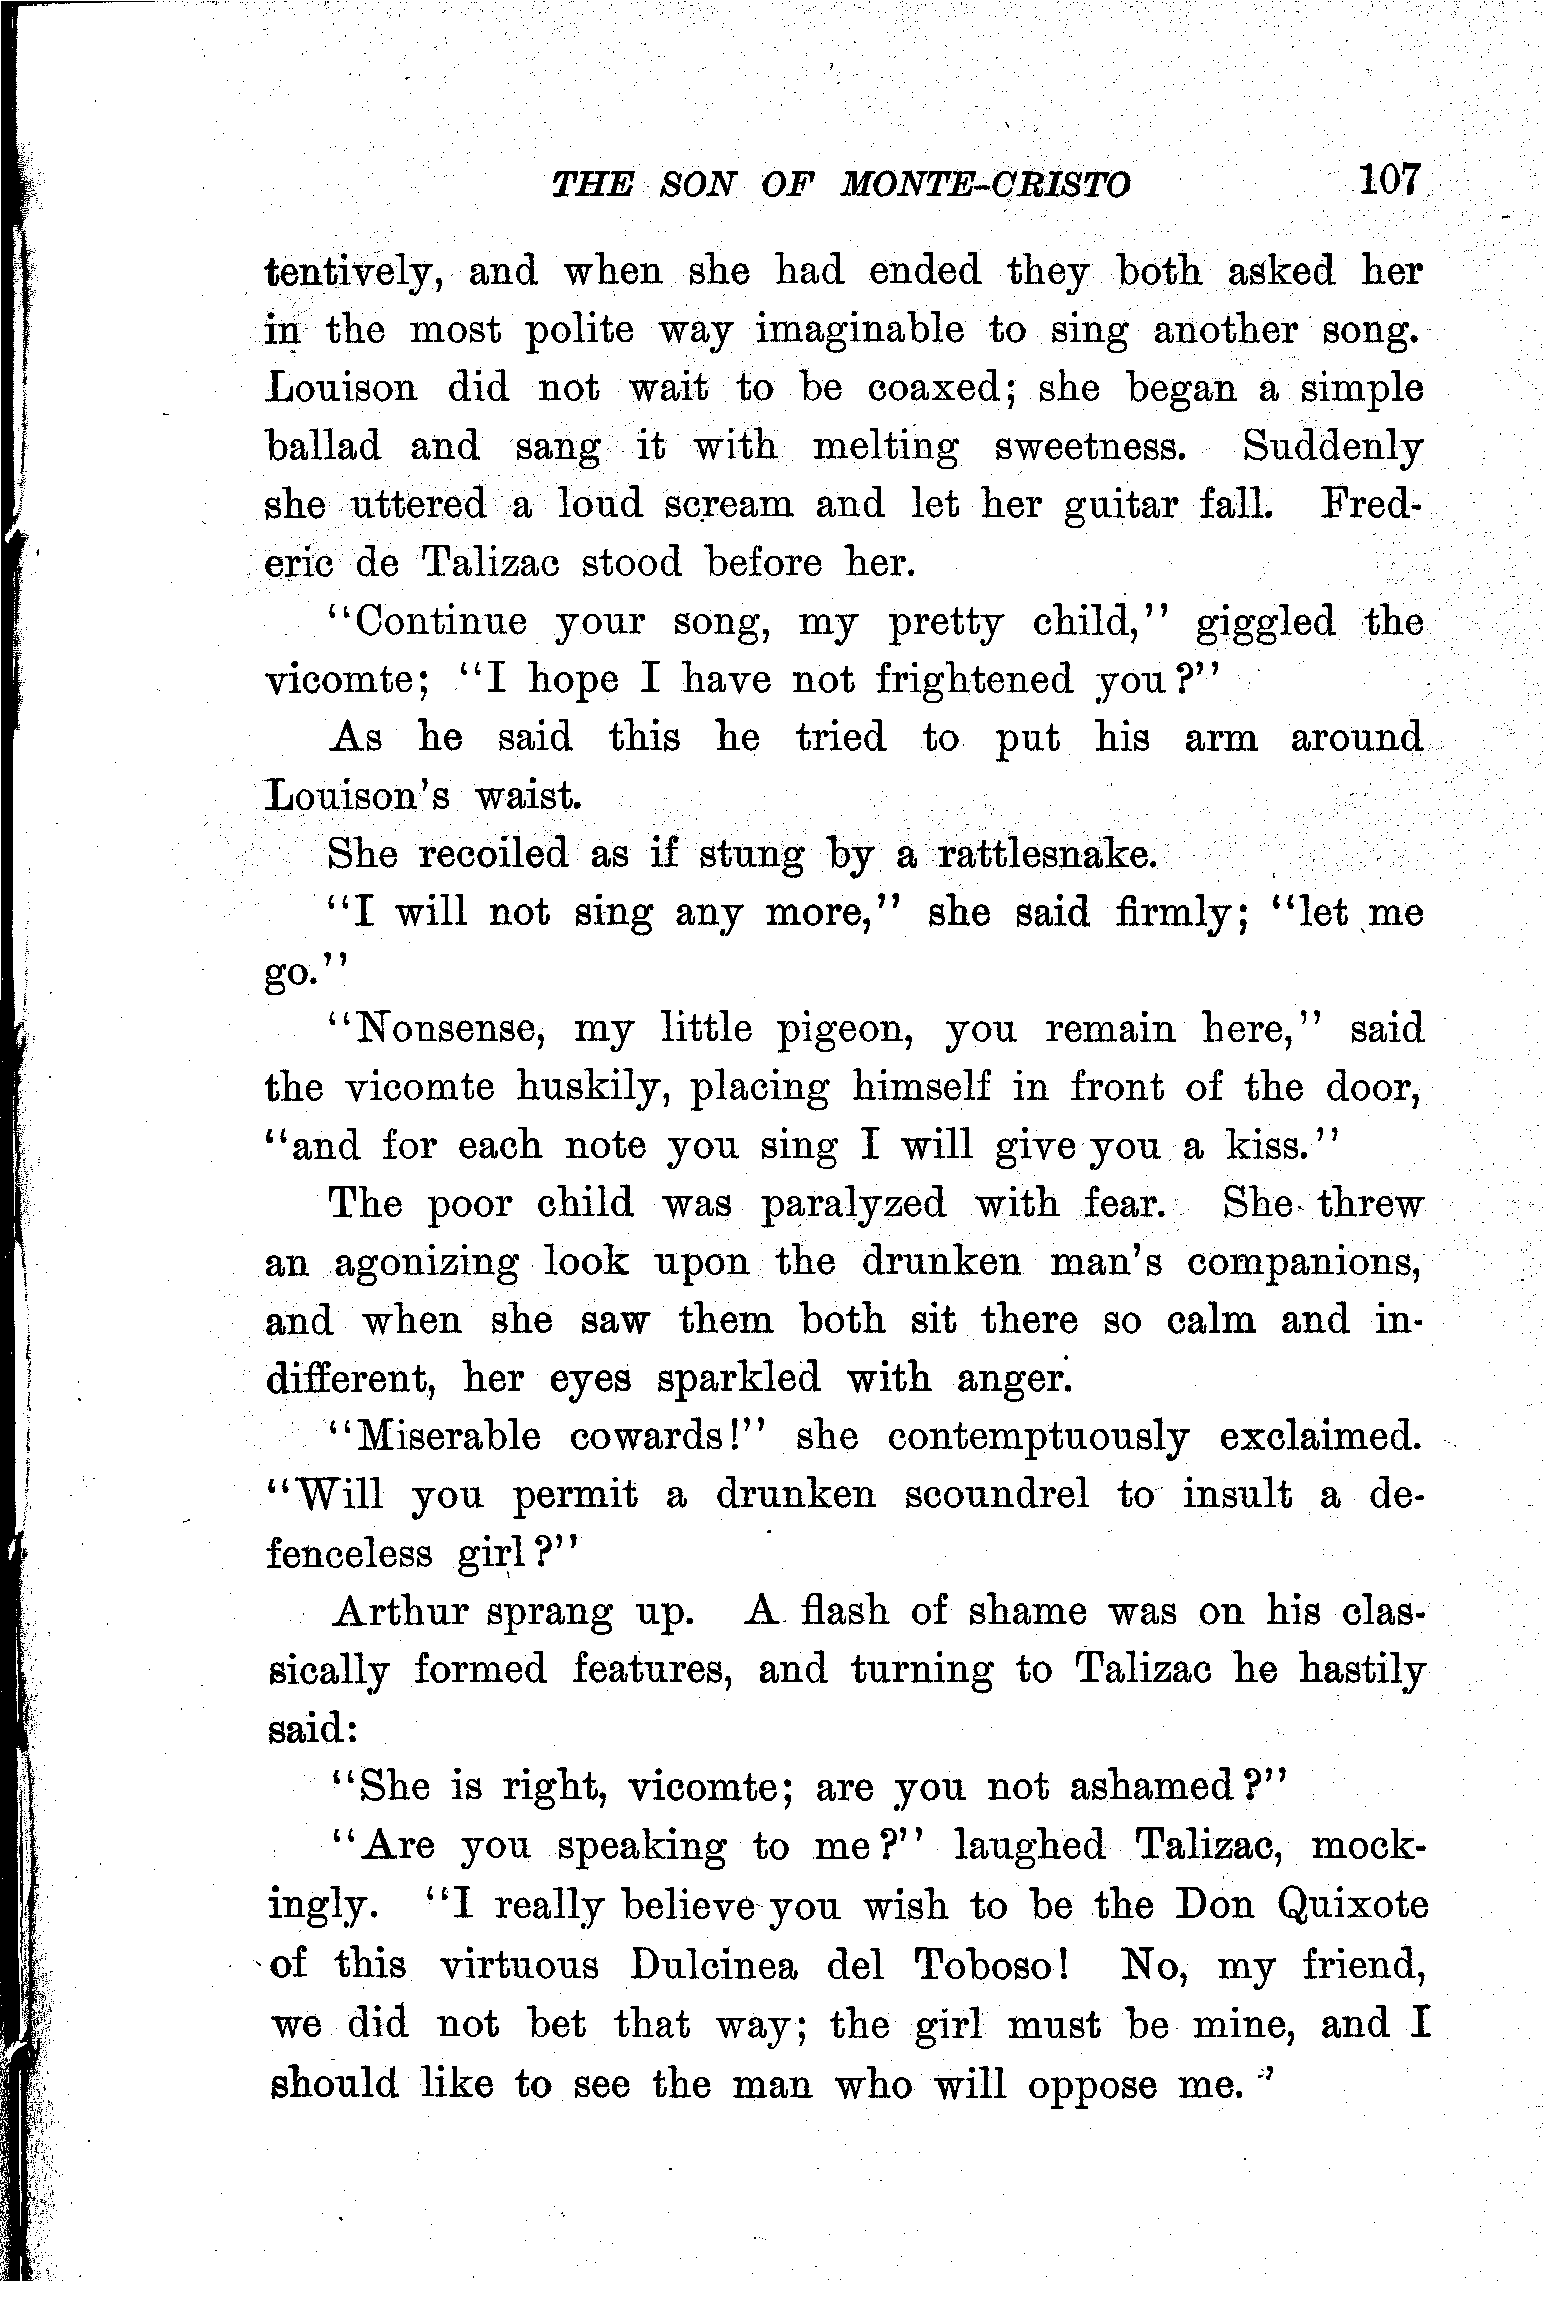 THE SON OF MONTE-CRISTO 107
tentively, and when she had ended they both asked her
in the most polite way imaginable to sing another song.
Louison did not wait to be coaxed; she began a simple
ballad and sang it with melting sweetness. Suddenly
she uttered a loud scream and let her guitar fall. Fred-
eric de Talizac stood before her.
"Continue your song, my pretty child," giggled the
vicomte; "I hope I have not frightened you?"
As he said this he tried to put his arm around
Louison's waist.
She recoiled as if stung by a rattlesnake.
"I will not sing any more," she said firmly; "let me
go."
"Nonsense, my little pigeon, you remain here," said
the vicomte huskily, placing himself in front of the door,
"and for each note you sing I will give you a kiss."
The poor child was paralyzed with fear. She threw
an agonizing look upon the drunken man's companions,
and when she saw them both sit there so calm and in-
different, her eyes sparkled with anger.
"Miserable cowards!" she contemptuously exclaimed.
"Will you permit a drunken scoundrel to insult a de-
fenceless girl?"
Arthur sprang up. A flash of shame was on his clas-
sically formed features, and turning to Talizac he hastily
said:
"She is right, vicomte; are you not ashamed?"
"Are you speaking to me?" laughed Talizac, mock-
ingly. "I really believe you wish to be the Don Quixote
of this virtuous Dulcinea del Toboso! No, my friend,
we did not bet that way; the girl must be mine, and I
should like to see the man who will oppose me."